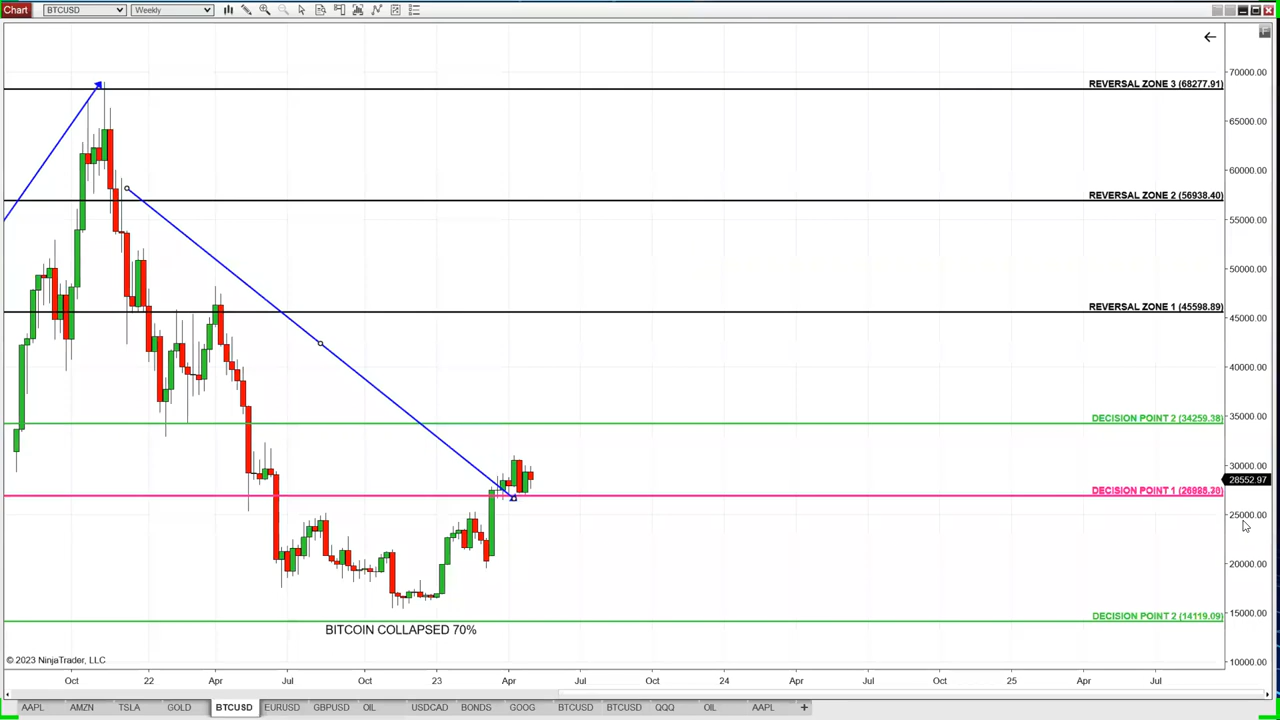 Chart BTCUSD Weekly
F
70000.00
REVERSAL ZONE 3 (68277.91)
65000.00
60000.00
REVERSAL ZONE 2 (56938.40)
55000.00
50000.00
45000.00
REVERSAL ZONE 1 (45598.89)
40000.00
35000.00
DECISION POINT 2 (34259.38)
30000.00
28552.97
DECISION POINT 1
25000.00
20000.00
15000.00
DECISION POINT 2 (14119.09)
BITCOIN COLLAPSED 70%
10000.00
© 2023 NinjaTrader, LLC
Oct 22 Apr Jul Oct 23 Apr Jul Oct 24 Apr Jul Oct 25 Apr Jul
AAPL AMZN TSLA GOLD BTCUSD EURUSD GBPUSD OIL USDCAD BONDS GOOG BTCUSD BTCUSD QQQ OIL AAPL +